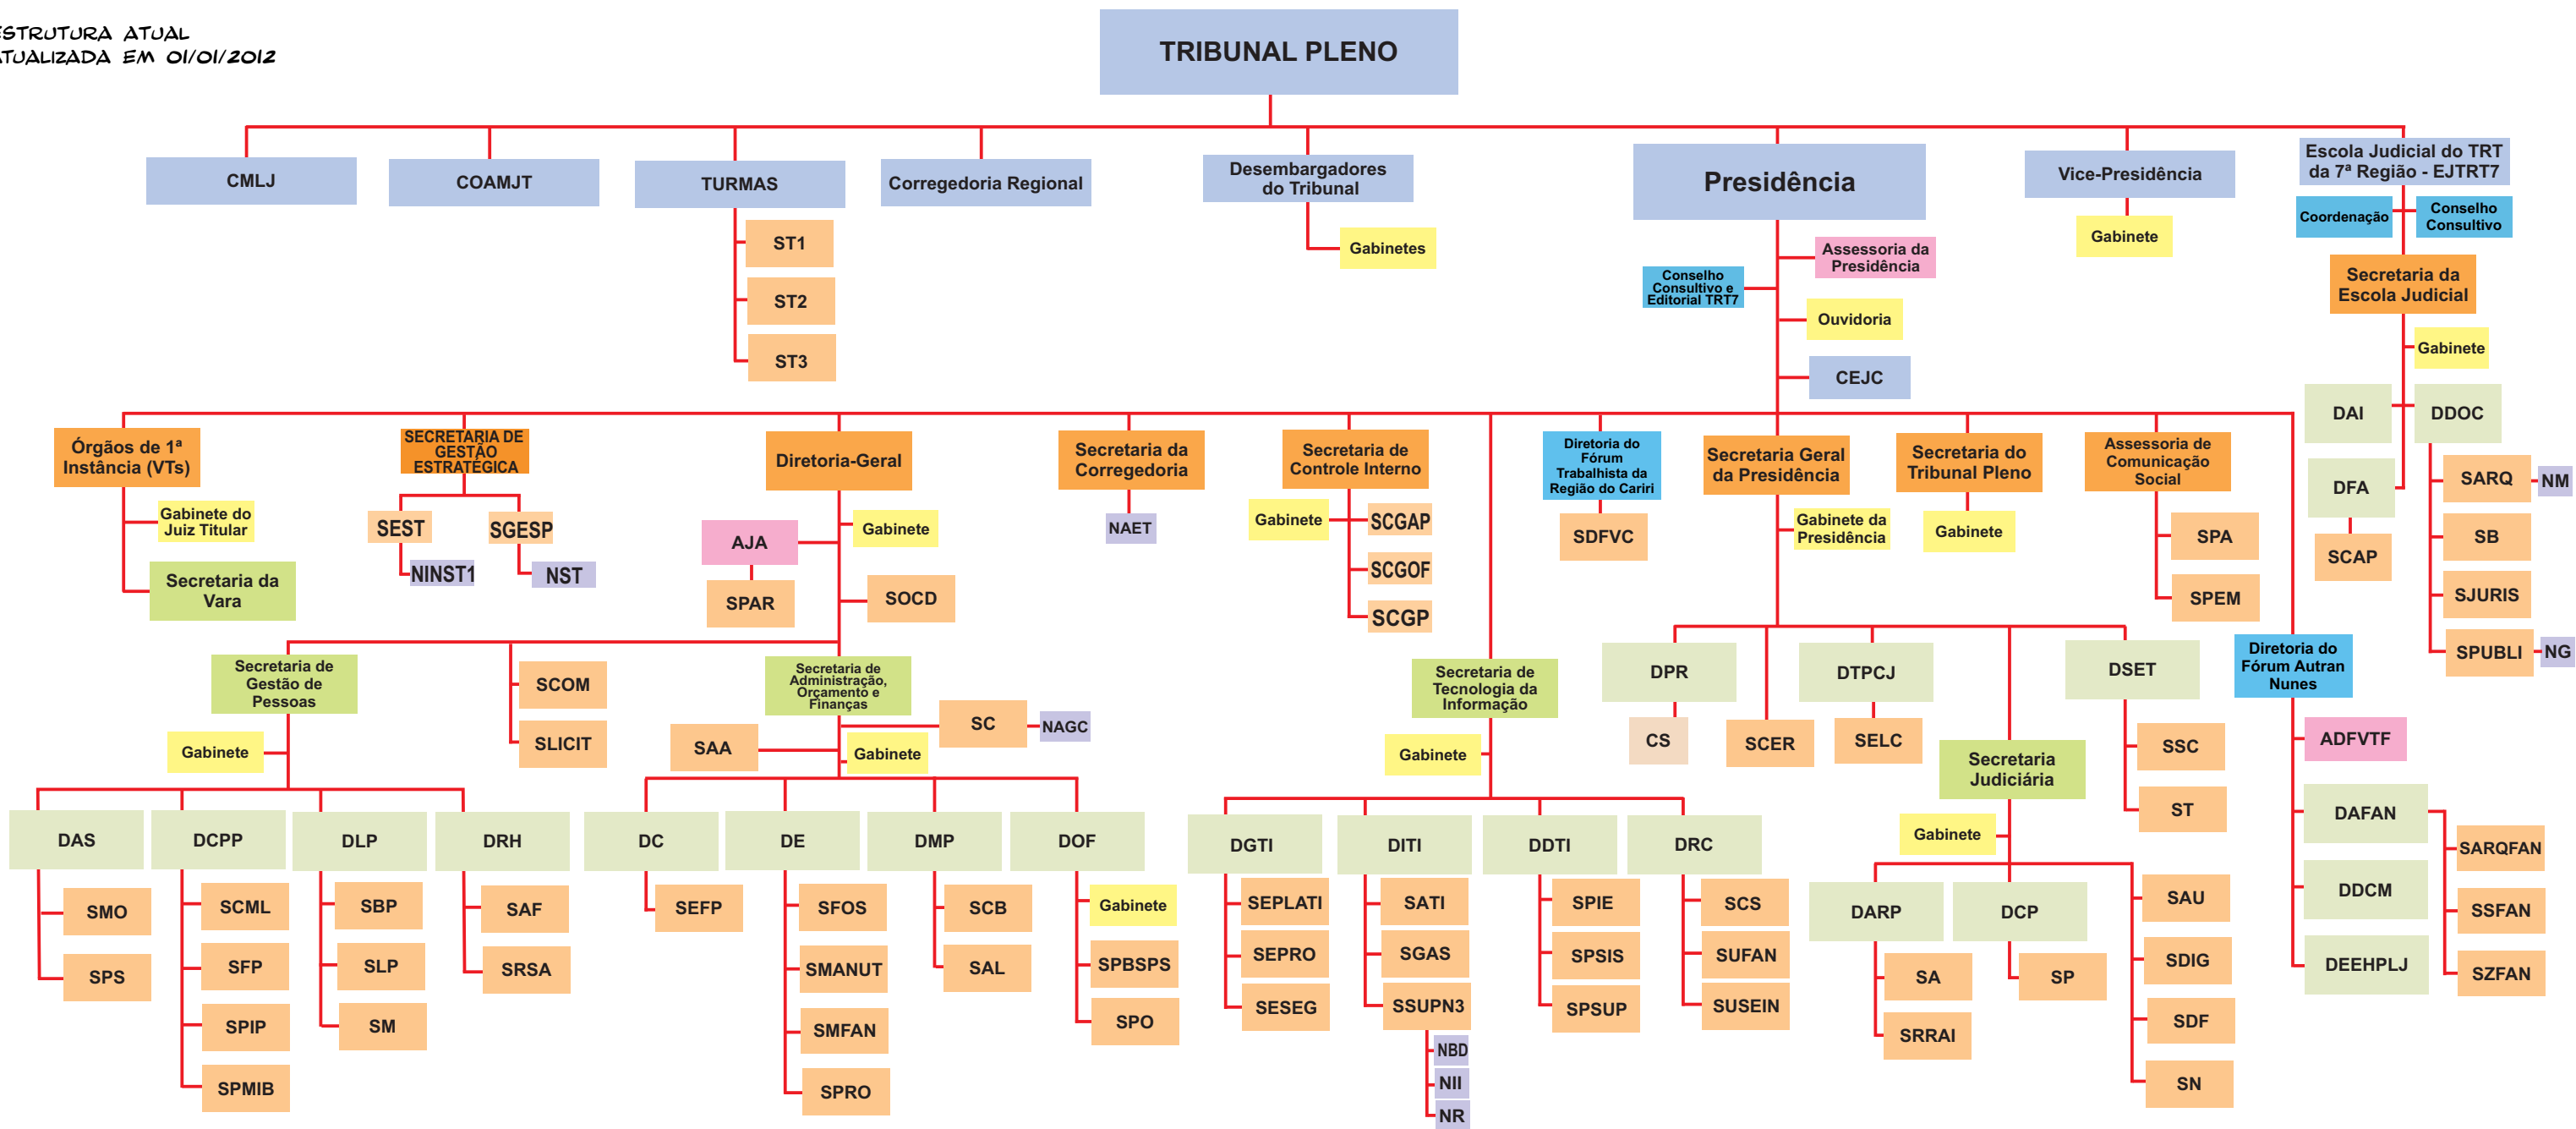 ESTRUTURA ATUAL
ATUALIZADA EM 01/01/2012
TRIBUNAL PLENO
CMLJ
COAMJT
TURMAS
Corregedoria Regional
Desembargadores
do Tribunal
Presidência
Vice-Presidência
Escola Judicial do TRT
da 7ª Região - EJTRT7
ST1
ST2
ST3
Gabinetes
Assessoria da
Presidência
Conselho
Consultivo e
Editorial TRT7
Ouvidoria
CEJC
Gabinete
Coordenação
Conselho
Consultivo
Secretaria da
Escola Judicial
Gabinete
DAI
DDOC
DFA
SCAP
SARQ
NM
SB
SJURIS
SPUBLI
NG
Órgãos de 1ª
Instância (VTs)
Gabinete do
Juiz Titular
Secretaria da
Vara
SECRETARIA DE
GESTÃO
ESTRATÉGICA
SEST
SGESP
NINST1
NST
Diretoria-Geral
AJA
Gabinete
SPAR
SOCD
Secretaria da
Corregedoria
NAET
Secretaria de
Controle Interno
Gabinete
SCGAP
SCGOF
SCGP
Diretoria do
Fórum
Trabalhista da
Região do Cariri
SDFVC
Secretaria Geral
da Presidência
Gabinete da
Presidência
Secretaria do
Tribunal Pleno
Gabinete
Assessoria de
Comunicação
Social
SPA
SPEM
Secretaria de
Gestão de
Pessoas
Gabinete
SCOM
SLICIT
Secretaria de
Administração,
Orçamento e
Finanças
SC
NAGC
SAA
Gabinete
Secretaria de
Tecnologia da
Informação
Gabinete
DPR
CS
SCER
DTPCJ
SELC
Secretaria
Judiciária
Gabinete
DSET
SSC
ST
Diretoria do
Fórum Autran
Nunes
ADFVTF
DAFAN
DDCM
DEEHPLJ
SARQFAN
SSFAN
SZFAN
DAS
SMO
SPS
DCPP
SCML
SFP
SPIP
SPMIB
DLP
SBP
SLP
SM
DRH
SAF
SRSA
DC
SEFP
DE
SFOS
SMANUT
SMFAN
SPRO
DMP
SCB
SAL
DOF
Gabinete
SPBSPS
SPO
DGTI
SEPLATI
SEPRO
SESEG
DITI
SATI
SGAS
SSUPN3
NBD
NII
NR
DDTI
SPIE
SPSIS
SPSUP
DRC
SCS
SUFAN
SUSEIN
DARP
SA
SRRAI
DCP
SP
SAU
SDIG
SDF
SN